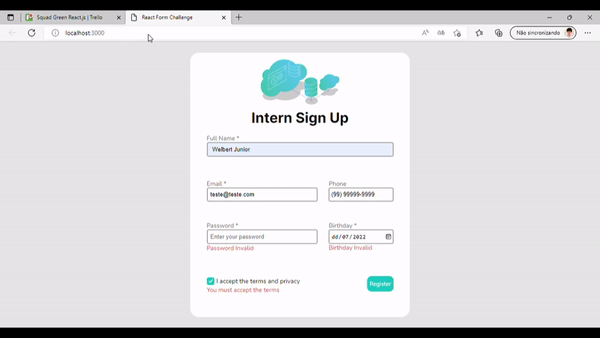 Squad Green React.js | Trello
React Form Challenge
localhost:3000
Não sincronizando
Intern Sign Up
Full Name *
Welbert Junior
Email *
Phone
teste@teste.com
(99) 99999-9999
Password *
Birthday *
Enter your password
dd/07/2022
Password Invalid
Birthday Invalid
I accept the terms and privacy
You must accept the terms
Register